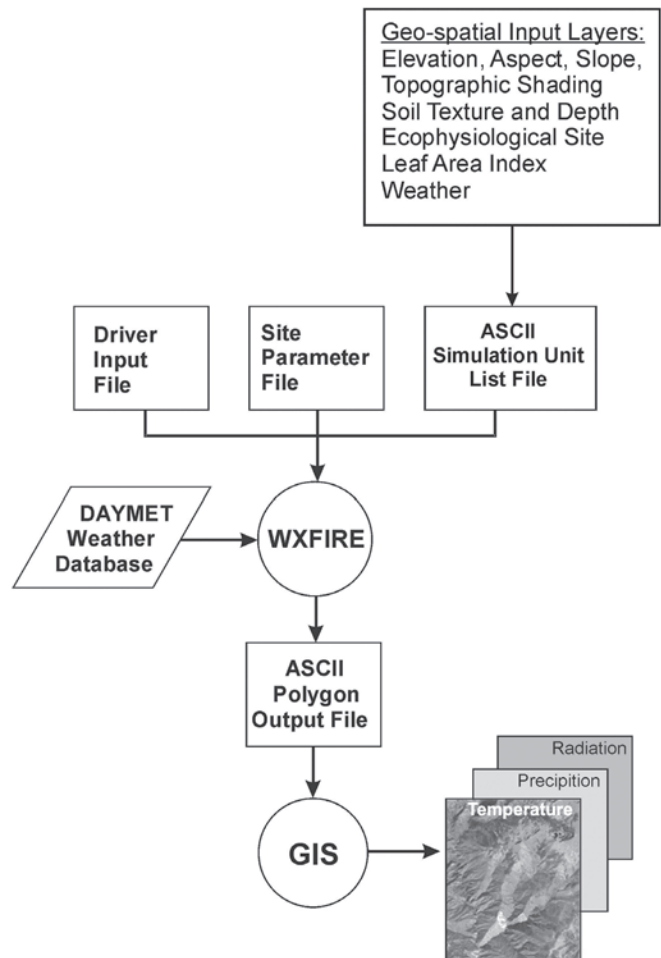 Geo-spatial Input Layers:
Elevation, Aspect, Slope,
Topographic Shading
Soil Texture and Depth
Ecophysiological Site
Leaf Area Index
Weather
Driver
Input
File
Site
Parameter
File
ASCII
Simulation Unit
List File
DAYMET
Weather
Database
WXFIRE
ASCII
Polygon
Output File
GIS
Radiation
Precipition
Temperature